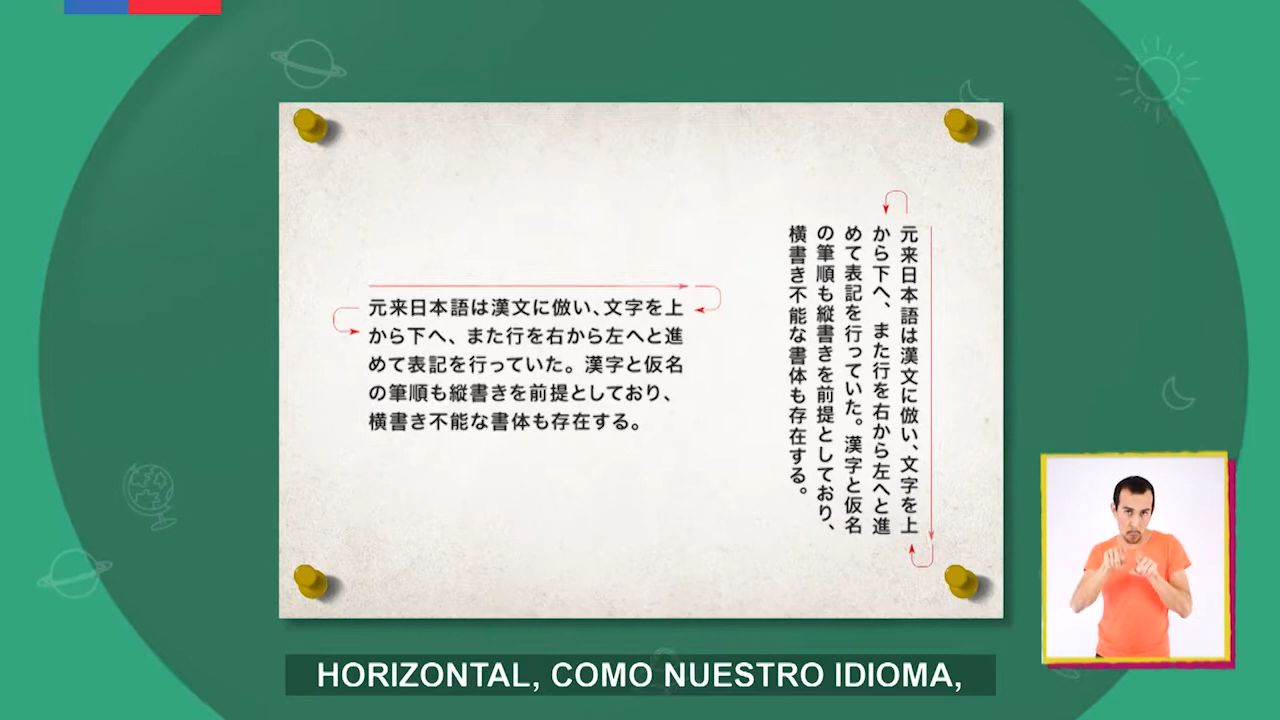 元来日本語は漢文に倣い、文字を上
から下へ、また行を右から左へと進
めて表記を行っていた。漢字と仮名
の筆順も縦書きを前提としており、
横書き不能な書体も存在する。
元来日本語は漢文に倣い、文字を上
から下へ、また行を右から左へと進
めて表記を行っていた。漢字と仮名
の筆順も縦書きを前提としており、
横書き不能な書体も存在する。
HORIZONTAL, COMO NUESTRO IDIOMA,